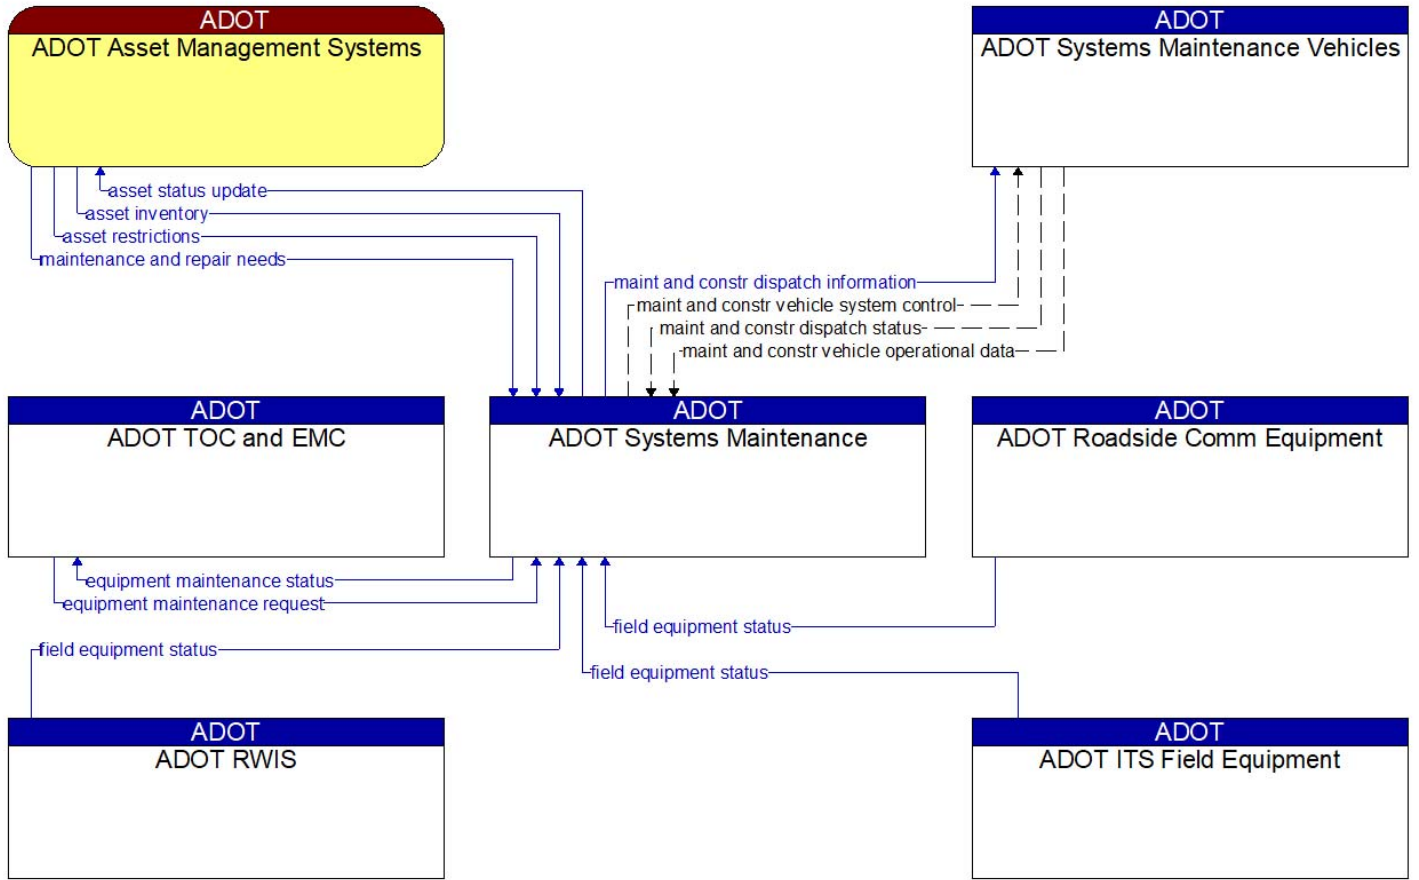 ADOT
ADOT Asset Management Systems
ADOT
ADOT Systems Maintenance Vehicles
asset status update
asset inventory
asset restrictions
maintenance and repair needs
maint and constr dispatch information
maint and constr vehicle system control
maint and constr dispatch status
maint and constr vehicle operational data
ADOT
ADOT TOC and EMC
ADOT
ADOT Systems Maintenance
ADOT
ADOT Roadside Comm Equipment
equipment maintenance status
equipment maintenance request
field equipment status
field equipment status
field equipment status
ADOT
ADOT RWIS
ADOT
ADOT ITS Field Equipment